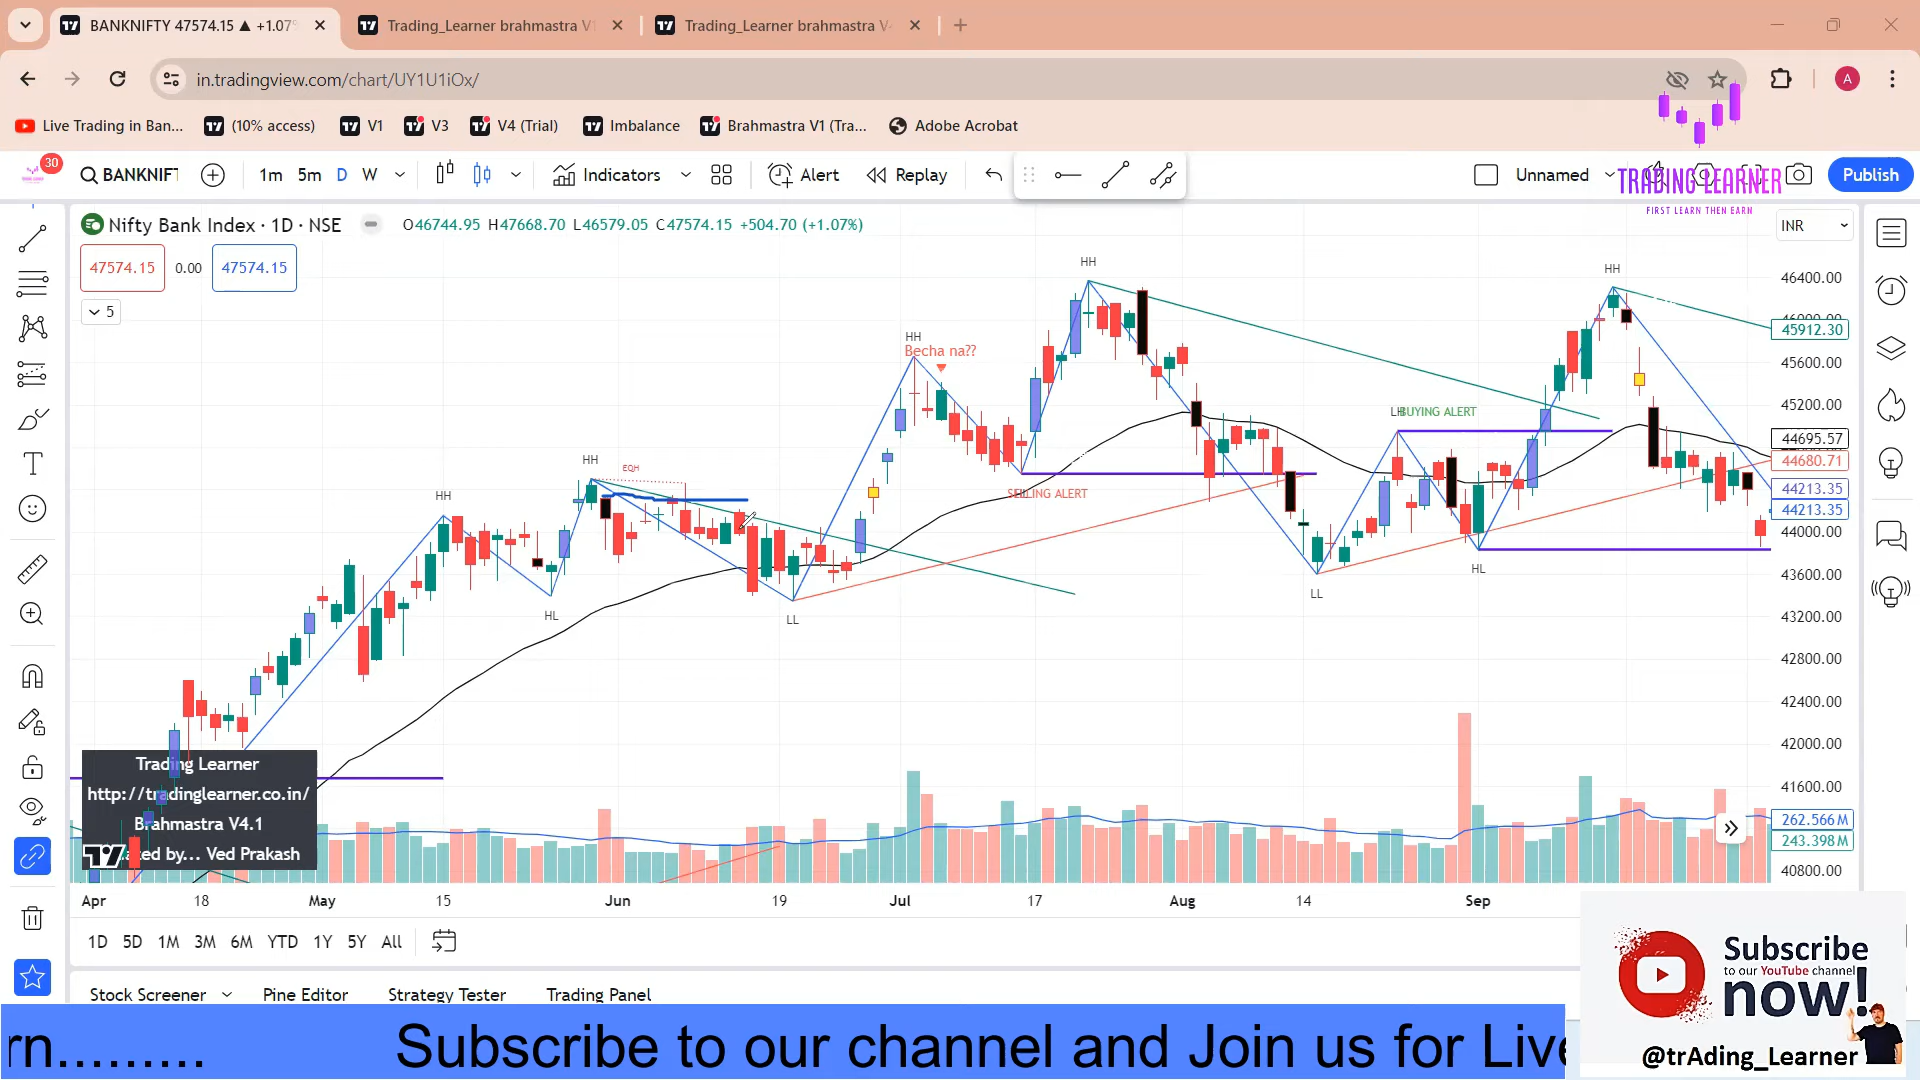 BANKNIFTY 47574.15 ▲ +1.07%
Trading_Learner brahmastra V
Trading_Learner brahmastra V
in.tradingview.com/chart/UY1U1iOx/
A
Live Trading in Ban...
(10% access)
V1
V3
V4 (Trial)
Imbalance
Brahmastra V1 (Tra...
Adobe Acrobat
30
BANKNIFT
1m
5m
D
W
Indicators
Alert
Replay
Unnamed
Publish
TRADING LEARNER
FIRST LEARN THEN EARN
Nifty Bank Index · 1D · NSE
O46744.95 H47668.70 L46579.05 C47574.15 +504.70 (+1.07%)
INR
47574.15
0.00
47574.15
5
HH
HH
HH
Becha na??
HH
EQH
HH
HL
LL
SELLING ALERT
LH
BUYING ALERT
LL
HL
46400.00
45912.30
45600.00
45200.00
44695.57
44680.71
44213.35
44213.35
44000.00
43600.00
43200.00
42800.00
42400.00
42000.00
41600.00
262.566M
243.398M
40800.00
Trading Learner
http://tradinglearner.co.in/
Brahmastra V4.1
ated by... Ved Prakash
Apr
18
May
15
Jun
19
Jul
17
Aug
14
Sep
1D
5D
1M
3M
6M
YTD
1Y
5Y
All
Stock Screener
Pine Editor
Strategy Tester
Trading Panel
rn.........
Subscribe to our channel and Join us for Live
Subscribe
to our YouTube channel
now!
@trAding_Learner